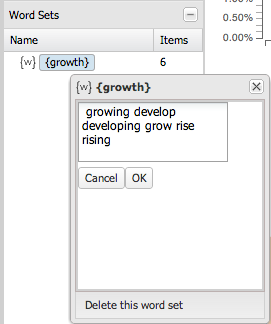 Word Sets
0.50%
0.00%
Name Items
{w} {growth} 6
{w} {growth}
growing develop
developing grow rise
rising
Cancel OK
Delete this word set